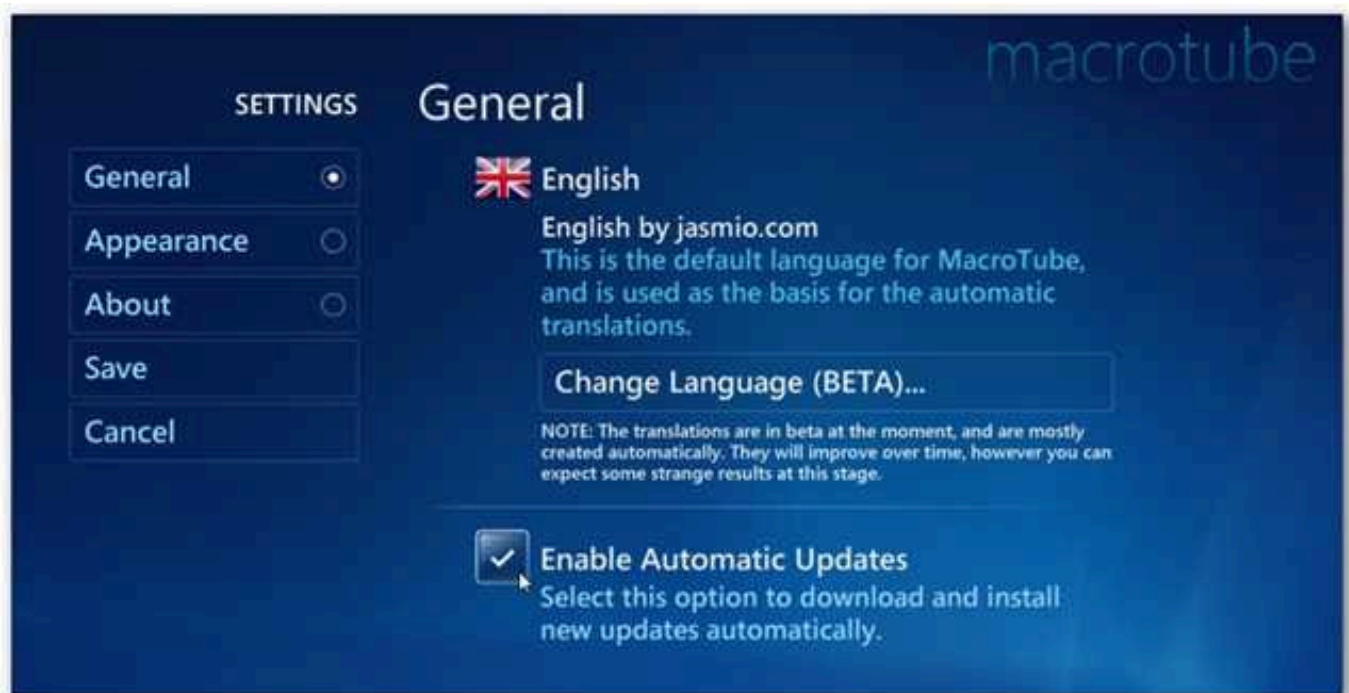 macrotube
SETTINGS
General
Appearance
About
Save
Cancel
General
English
English by jasmio.com
This is the default language for MacroTube,
and is used as the basis for the automatic
translations.
Change Language (BETA)...
NOTE: The translations are in beta at the moment, and are mostly
created automatically. They will improve over time, however you can
expect some strange results at this stage.
Enable Automatic Updates
Select this option to download and install
new updates automatically.